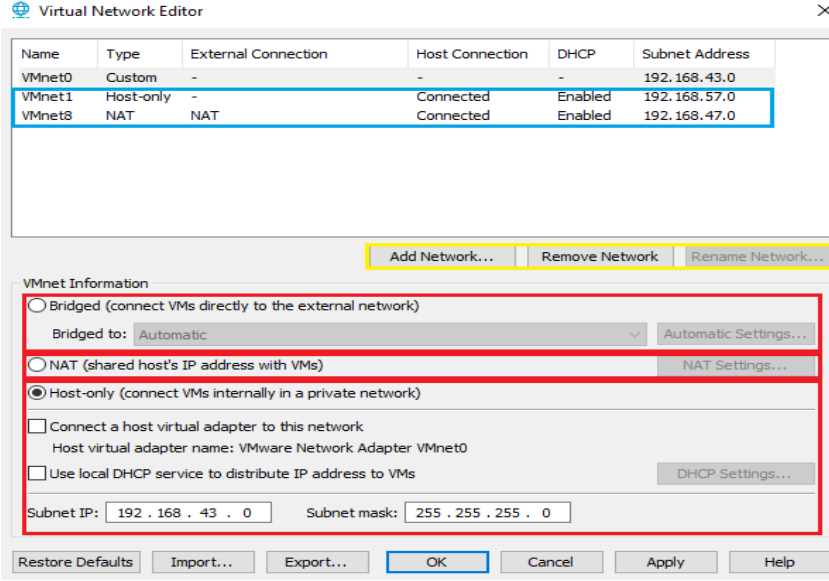 Virtual Network Editor
Name Type External Connection Host Connection DHCP Subnet Address
VMnet0 Custom - - - 192.168.43.0
VMnet1 Host-only - Connected Enabled 192.168.57.0
VMnet8 NAT NAT Connected Enabled 192.168.47.0
Add Network... Remove Network Rename Network...
VMnet Information
Bridged (connect VMs directly to the external network)
Bridged to: Automatic Automatic Settings...
NAT (shared host's IP address with VMs) NAT Settings...
Host-only (connect VMs internally in a private network)
Connect a host virtual adapter to this network
Host virtual adapter name: VMware Network Adapter VMnet0
Use local DHCP service to distribute IP address to VMs DHCP Settings...
Subnet IP: 192 . 168 . 43 . 0 Subnet mask: 255 . 255 . 255 . 0
Restore Defaults Import... Export... OK Cancel Apply Help